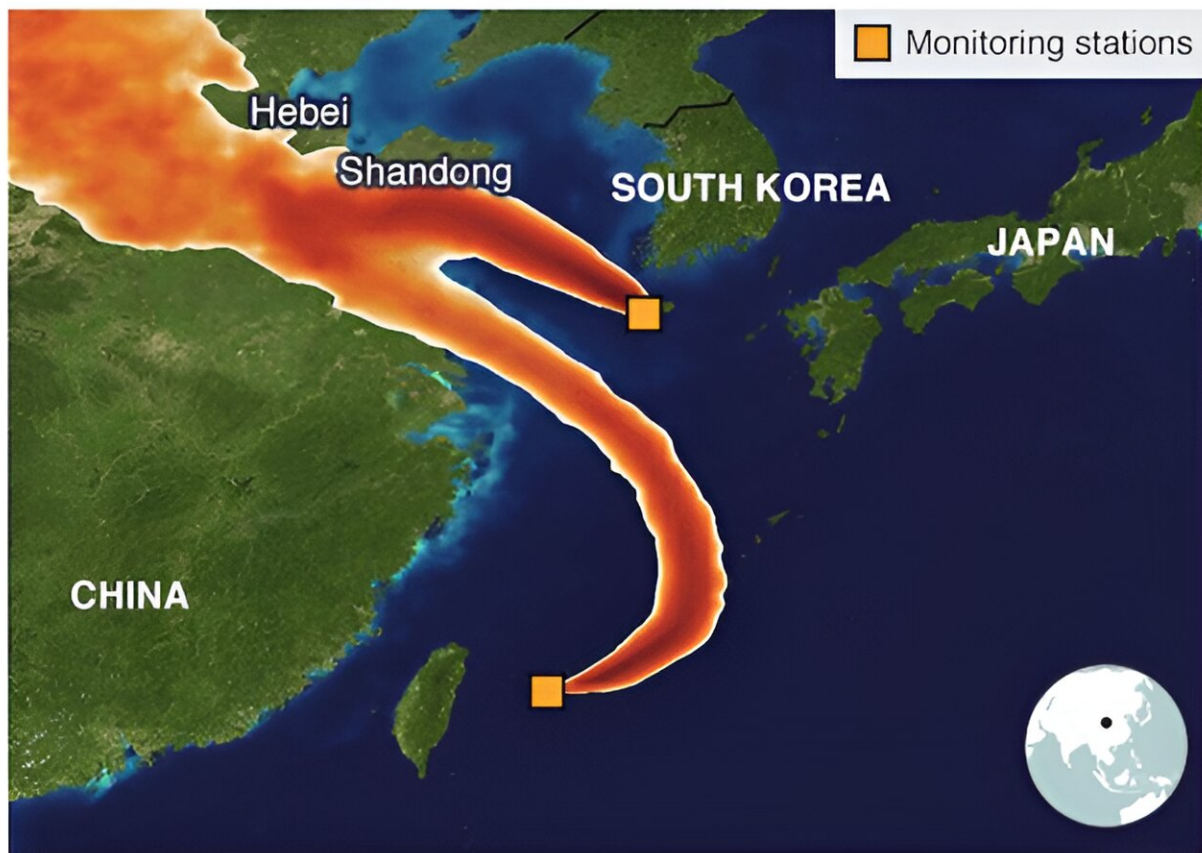 Monitoring stations
Hebei
Shandong
SOUTH KOREA
JAPAN
CHINA